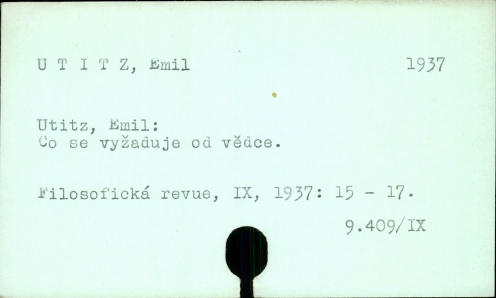 U T I T Z, Emil 1937
Utitz, Emil:
Co se vyžaduje od vědce.
Filosofická revue, IX, 1937: 15 - 17.
9.409/IX